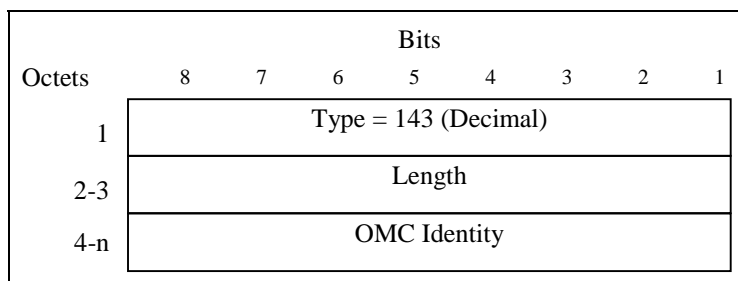 Bits
Octets 8 7 6 5 4 3 2 1
1 Type = 143 (Decimal)
2-3 Length
4-n OMC Identity